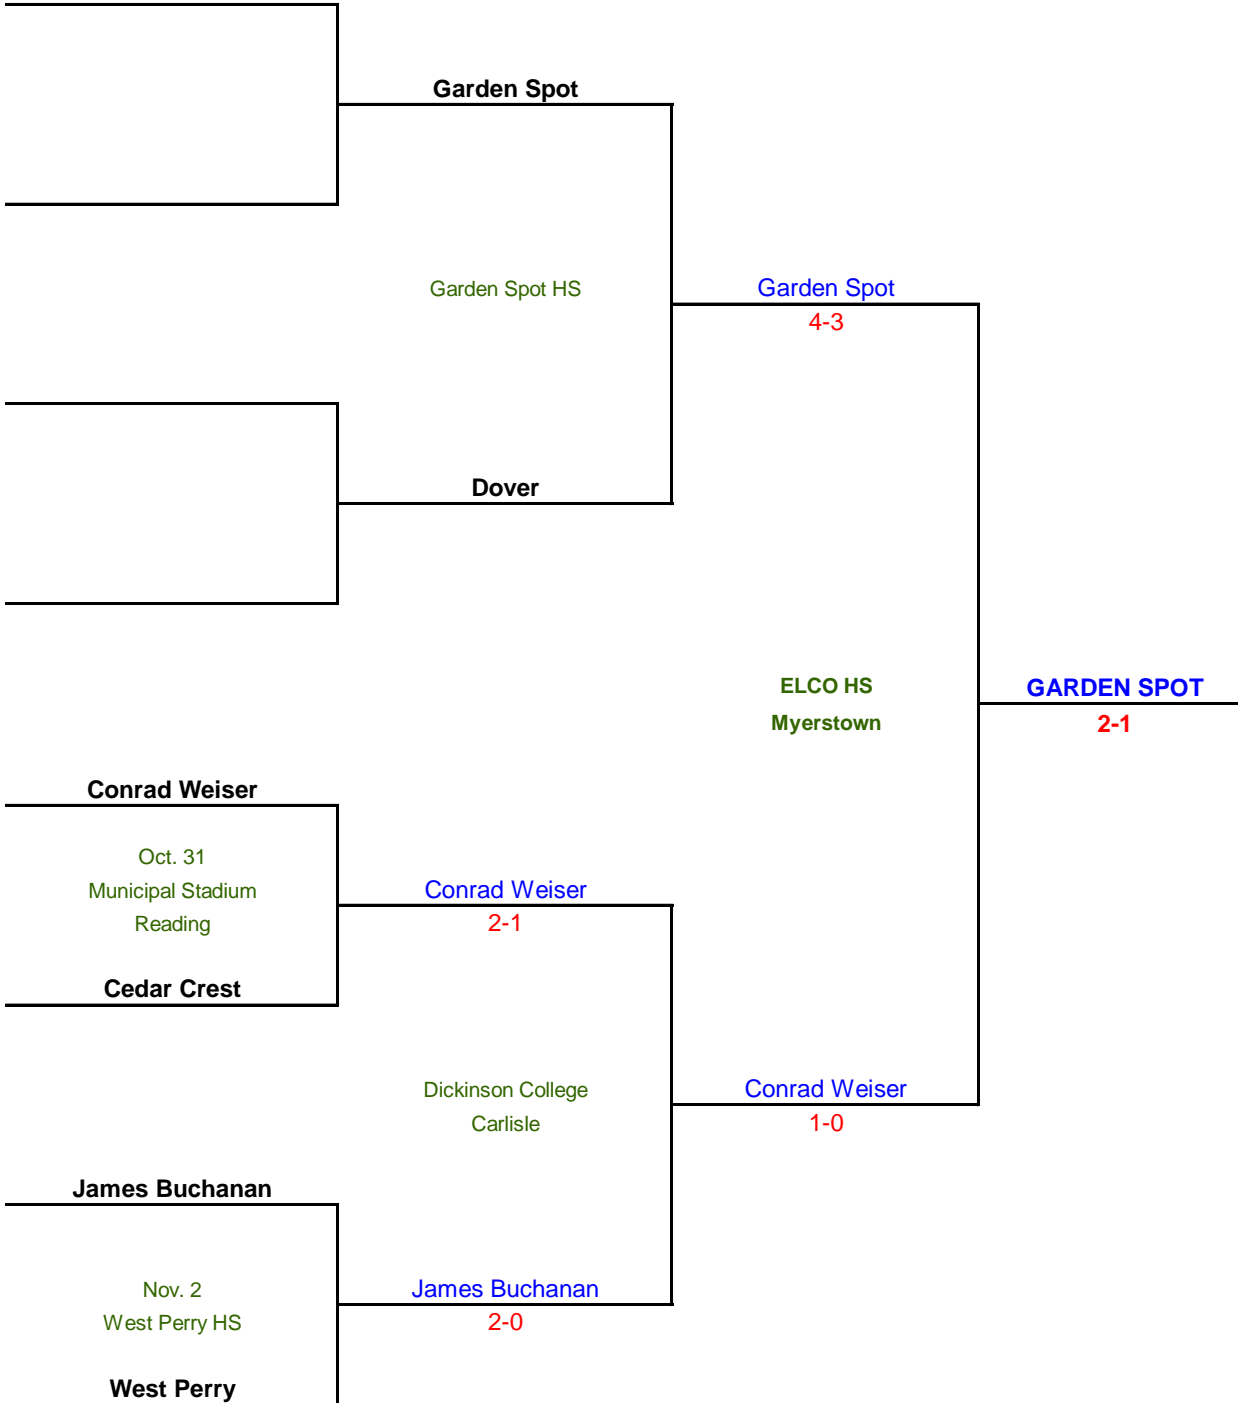 Garden Spot
Garden Spot HS
Garden Spot
4-3
Dover
ELCO HS
Myerstown
GARDEN SPOT
2-1
Conrad Weiser
Oct. 31
Municipal Stadium
Reading
Conrad Weiser
2-1
Cedar Crest
Dickinson College
Carlisle
Conrad Weiser
1-0
James Buchanan
Nov. 2
West Perry HS
James Buchanan
2-0
West Perry